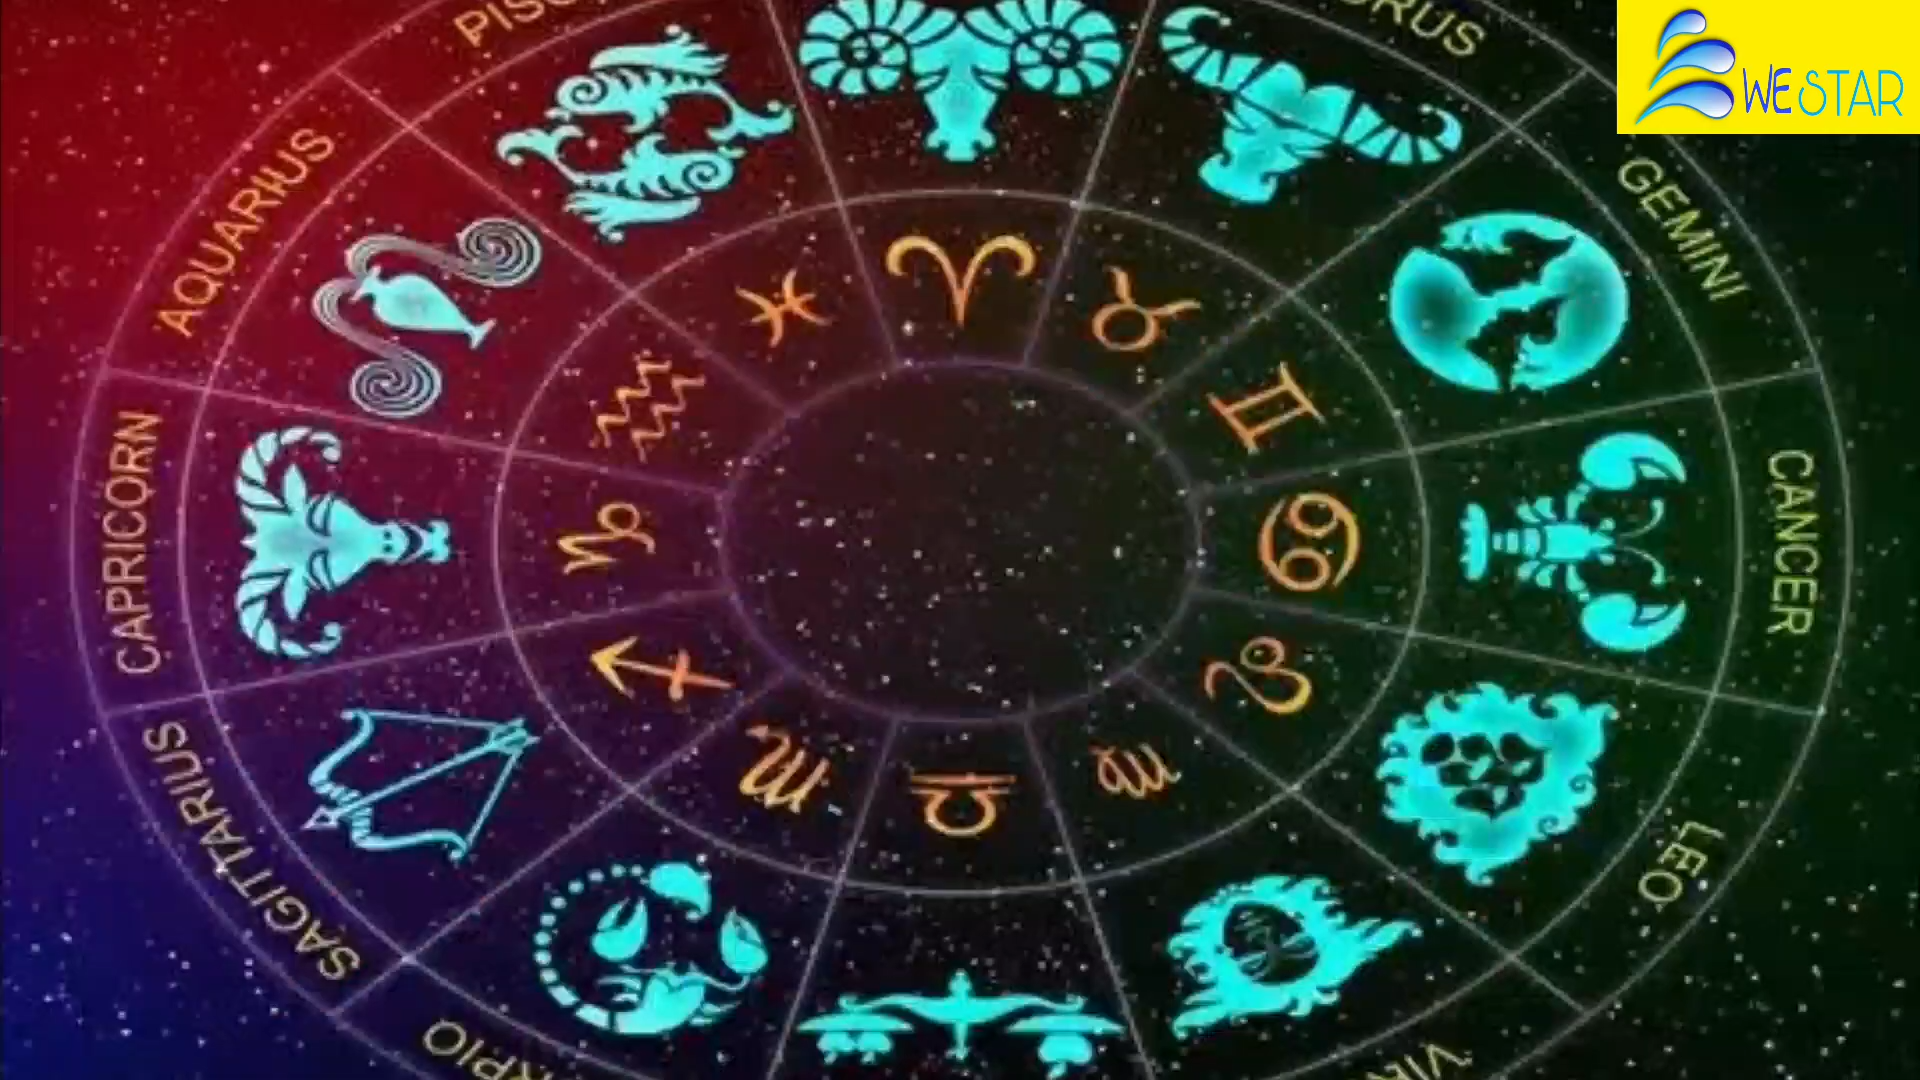 WESTAR
AQUARIUS
GEMINI
CAPRICORN
CANCER
SAGITTARIUS
LEO